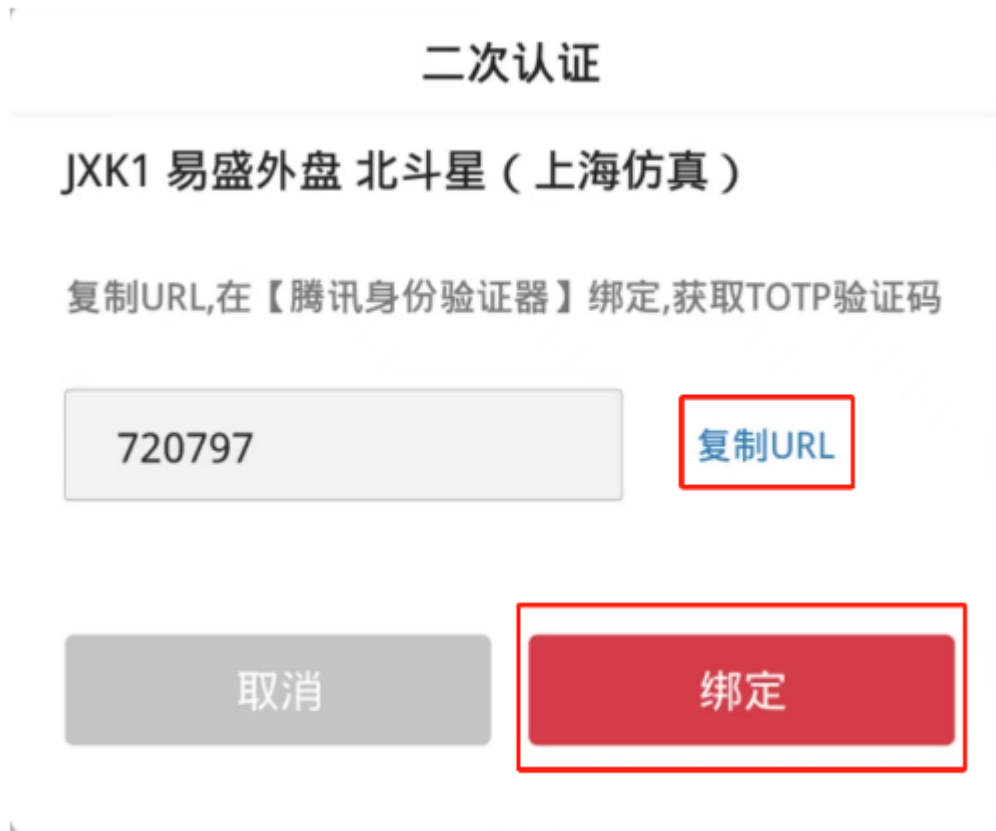 二次认证
JXK1 易盛外盘 北斗星（上海仿真）
复制URL,在【腾讯身份验证器】绑定,获取TOTP验证码
720797 复制URL
取消 绑定